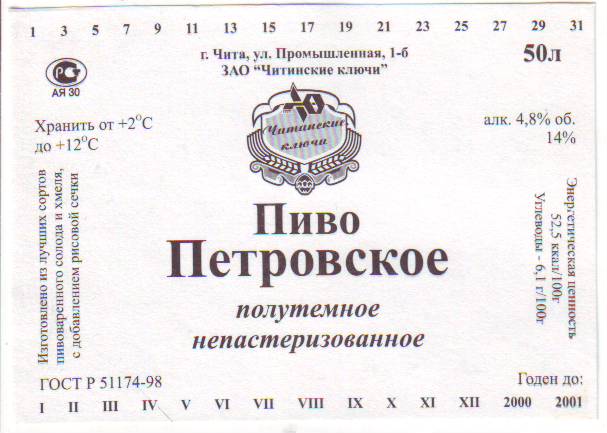 1 3 5 7 9 11 13 15 17 19 21 23 25 27 29 31
г. Чита, ул. Промышленная, 1-б
ЗАО “Читинские ключи”
50л
РСТ
АЯ 30
Хранить от +2°С
до +12°С
алк. 4,8% об.
14%
Читинские
ключи
Изготовлено из лучших сортов
пивоваренного солода и хмеля,
с добавлением рисовой сечки
Пиво
Петровское
полутемное
непастеризованное
Энергетическая ценность
52,5 ккал/100г
Углеводы - 6,1 г/100г
ГОСТ Р 51174-98
Годен до:
I II III IV V VI VII VIII IX X XI XII 2000 2001